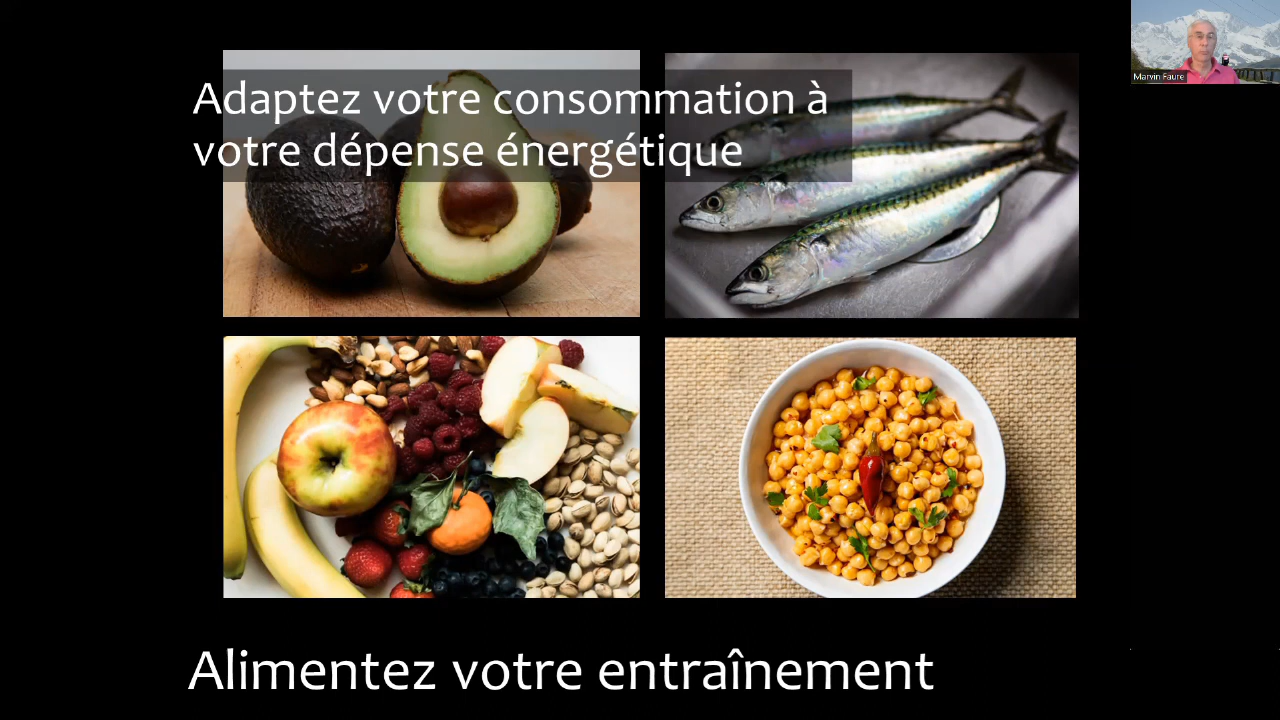 Adaptez votre consommation à
votre dépense énergétique
Marvin Faure
Alimentez votre entraînement